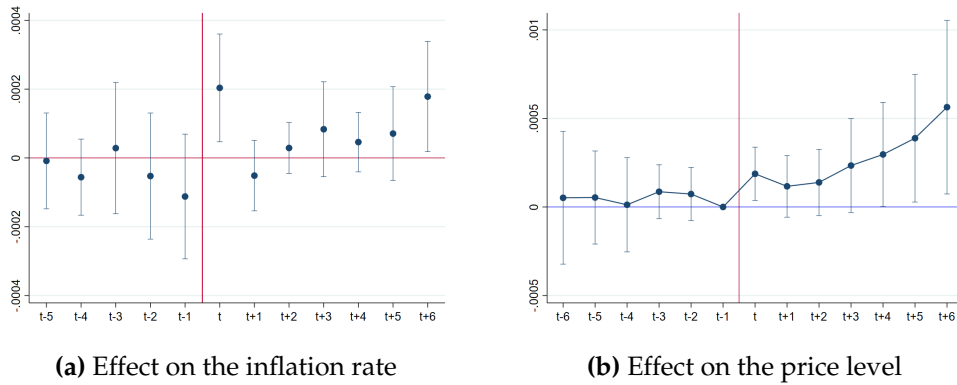 .0004
.0002
0
-.0002
-.0004
t-5 t-4 t-3 t-2 t-1 t t+1 t+2 t+3 t+4 t+5 t+6
(a) Effect on the inflation rate
.001
.0005
0
-.0005
t-6 t-5 t-4 t-3 t-2 t-1 t t+1 t+2 t+3 t+4 t+5 t+6
(b) Effect on the price level